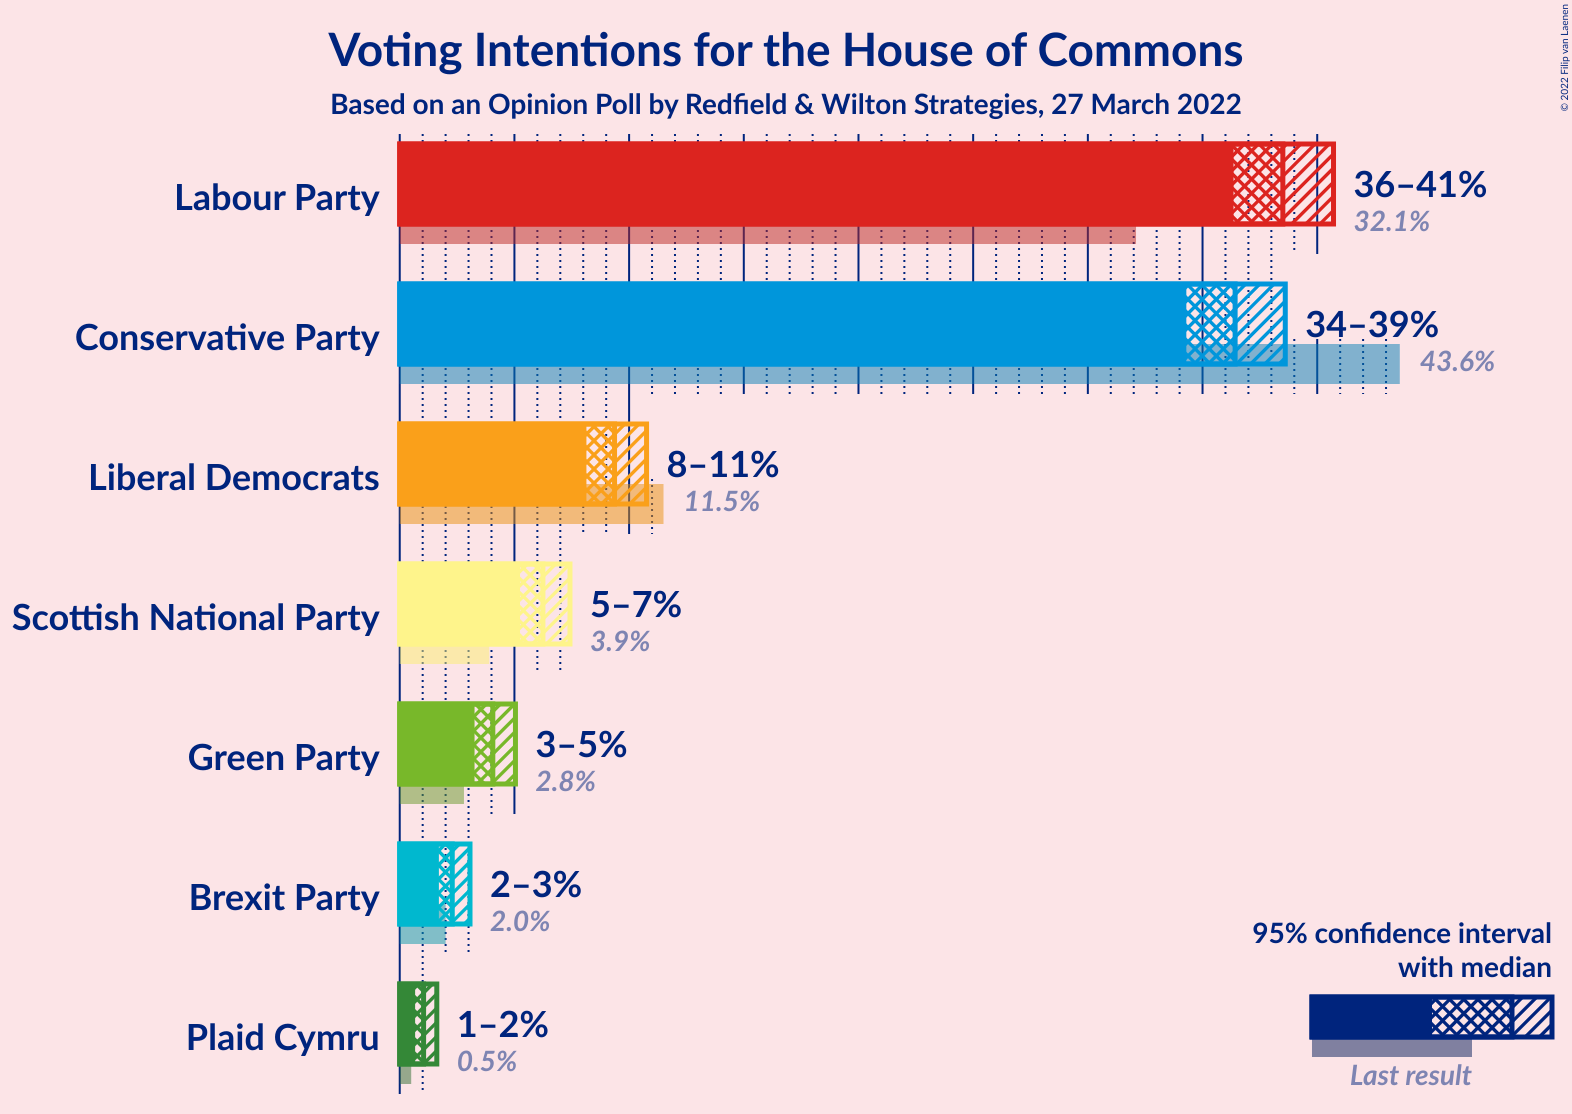 Voting Intentions for the House of Commons
Based on an Opinion Poll by Redfield & Wilton Strategies, 27 March 2022
© 2022 Filip van Laenen
Labour Party
36–41%
32.1%
Conservative Party
34–39%
43.6%
Liberal Democrats
8–11%
11.5%
Scottish National Party
5–7%
3.9%
Green Party
3–5%
2.8%
Brexit Party
2–3%
2.0%
Plaid Cymru
1–2%
0.5%
95% confidence interval
with median
Last result